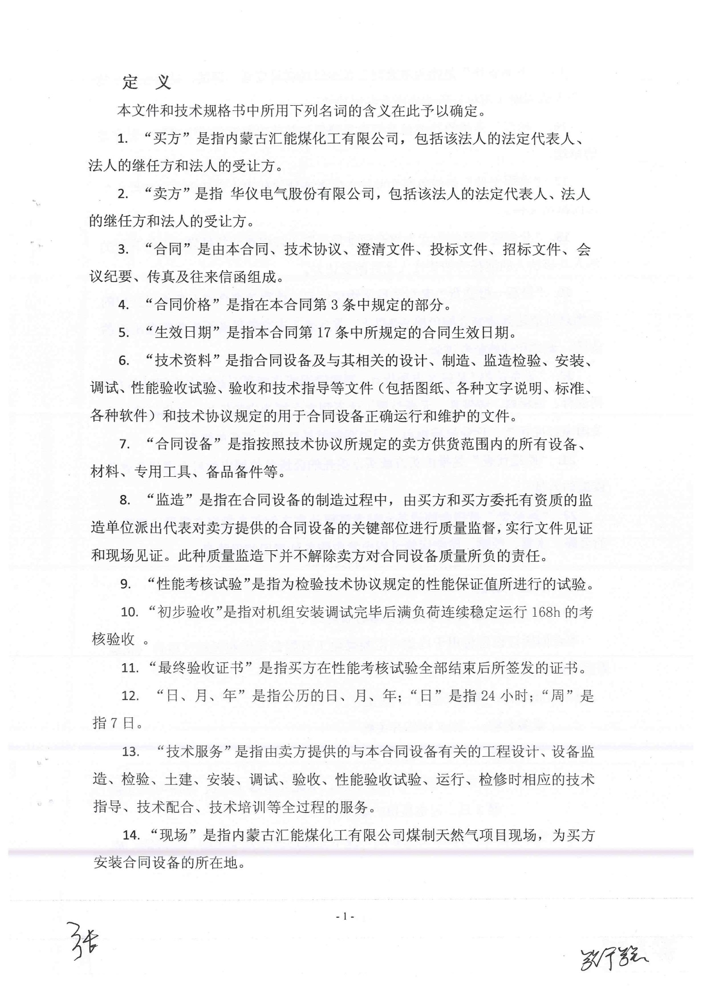 定 义
本文件和技术规格书中所用下列名词的含义在此予以确定。
1. “买方”是指内蒙古汇能煤化工有限公司，包括该法人的法定代表人、
法人的继任方和法人的受让方。
2. “卖方”是指 华仪电气股份有限公司，包括该法人的法定代表人、法人
的继任方和法人的受让方。
3. “合同”是由本合同、技术协议、澄清文件、投标文件、招标文件、会
议纪要、传真及往来信函组成。
4. “合同价格”是指在本合同第 3 条中规定的部分。
5. “生效日期”是指本合同第 17 条中所规定的合同生效日期。
6. “技术资料”是指合同设备及与其相关的设计、制造、监造检验、安装、
调试、性能验收试验、验收和技术指导等文件（包括图纸、各种文字说明、标准、
各种软件）和技术协议规定的用于合同设备正确运行和维护的文件。
7. “合同设备”是指按照技术协议所规定的卖方供货范围内的所有设备、
材料、专用工具、备品备件等。
8. “监造”是指在合同设备的制造过程中，由买方和买方委托有资质的监
造单位派出代表对卖方提供的合同设备的关键部位进行质量监督，实行文件见证
和现场见证。此种质量监造下并不解除卖方对合同设备质量所负的责任。
9. “性能考核试验”是指为检验技术协议规定的性能保证值所进行的试验。
10. “初步验收”是指对机组安装调试完毕后满负荷连续稳定运行 168h 的考
核验收 。
11. “最终验收证书”是指买方在性能考核试验全部结束后所签发的证书。
12. “日、月、年”是指公历的日、月、年；“日”是指 24 小时；“周”是
指 7 日。
13. “技术服务”是指由卖方提供的与本合同设备有关的工程设计、设备监
造、检验、土建、安装、调试、验收、性能验收试验、运行、检修时相应的技术
指导、技术配合、技术培训等全过程的服务。
14. “现场”是指内蒙古汇能煤化工有限公司煤制天然气项目现场，为买方
安装合同设备的所在地。
- 1 -
张